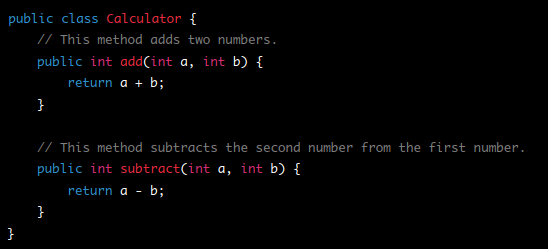 public class Calculator {
    // This method adds two numbers.
    public int add(int a, int b) {
        return a + b;
    }

    // This method subtracts the second number from the first number.
    public int subtract(int a, int b) {
        return a - b;
    }
}